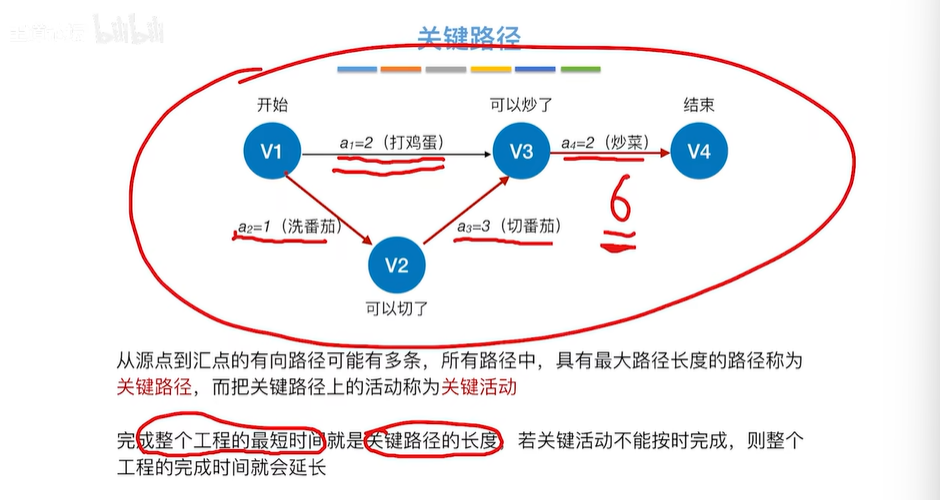 bilibili
关键路径
开始
可以炒了
结束
V1
a₁=2（打鸡蛋）
V3
a₄=2（炒菜）
V4
6
a₂=1（洗番茄）
a₃=3（切番茄）
V2
可以切了
从源点到汇点的有向路径可能有多条，所有路径中，具有最大路径长度的路径称为
关键路径，而把关键路径上的活动称为关键活动
完成整个工程的最短时间就是关键路径的长度，若关键活动不能按时完成，则整个
工程的完成时间就会延长